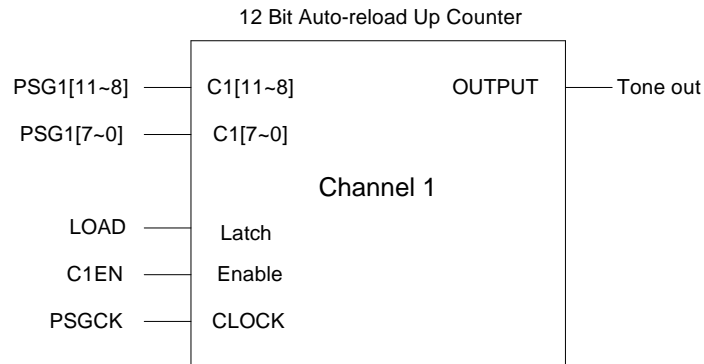 12 Bit Auto-reload Up Counter
PSG1[11~8] C1[11~8] OUTPUT Tone out
PSG1[7~0] C1[7~0]
Channel 1
LOAD Latch
C1EN Enable
PSGCK CLOCK